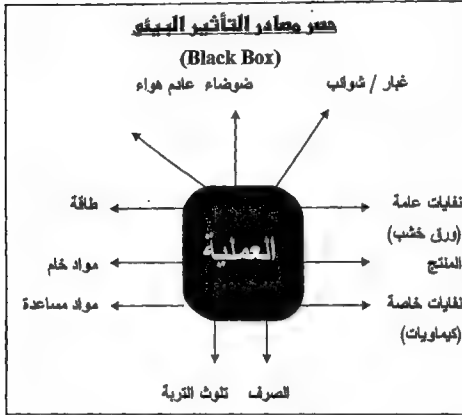 حصر مصادر التأثير البيئي
(Black Box)
غبار / شوائب
ضوضاء
عادم هواء
نفايات عامة
(ورق خشب)
المنتج
نفايات خاصة
(كيماويات)
العملية
طاقة
مواد خام
مواد مساعدة
الصرف
تلوث التربة